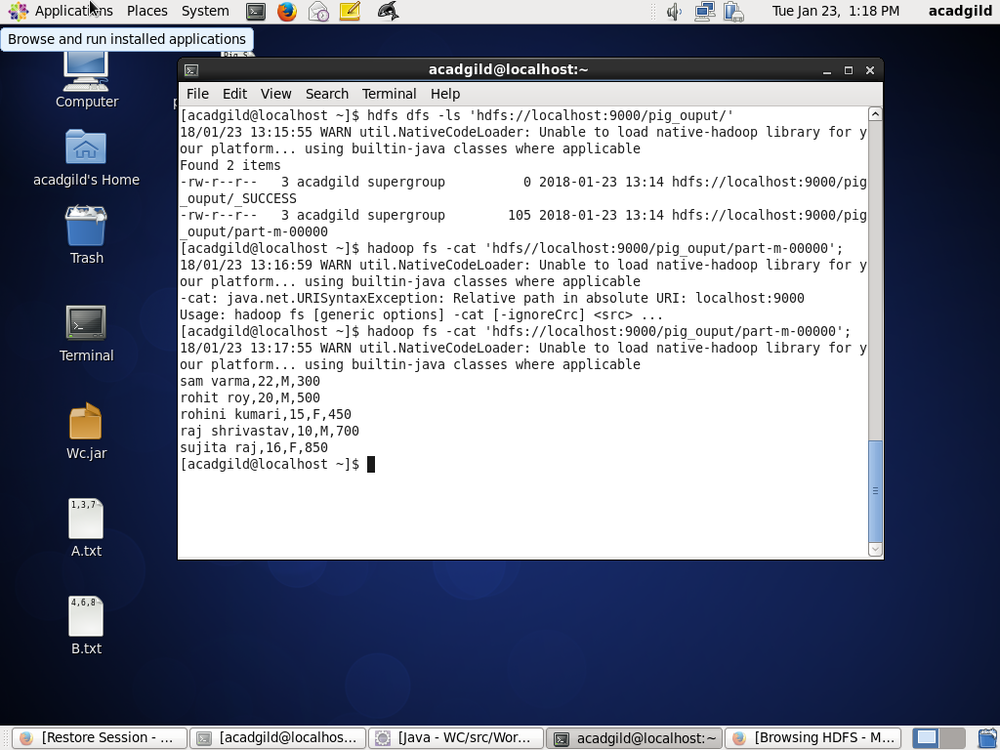 Applications Places System Tue Jan 23, 1:18 PM acadgild
Browse and run installed applications
Computer
acadgild's Home
Trash
Terminal
Wc.jar
1,3,7
A.txt
4,6,8
B.txt
acadgild@localhost:~
File Edit View Search Terminal Help
[acadgild@localhost ~]$ hdfs dfs -ls 'hdfs://localhost:9000/pig_ouput/'
18/01/23 13:15:55 WARN util.NativeCodeLoader: Unable to load native-hadoop library for y
our platform... using builtin-java classes where applicable
Found 2 items
-rw-r--r--   3 acadgild supergroup          0 2018-01-23 13:14 hdfs://localhost:9000/pig
_ouput/_SUCCESS
-rw-r--r--   3 acadgild supergroup        105 2018-01-23 13:14 hdfs://localhost:9000/pig
_ouput/part-m-00000
[acadgild@localhost ~]$ hadoop fs -cat 'hdfs//localhost:9000/pig_ouput/part-m-00000';
18/01/23 13:16:59 WARN util.NativeCodeLoader: Unable to load native-hadoop library for y
our platform... using builtin-java classes where applicable
-cat: java.net.URISyntaxException: Relative path in absolute URI: localhost:9000
Usage: hadoop fs [generic options] -cat [-ignoreCrc] <src> ...
[acadgild@localhost ~]$ hadoop fs -cat 'hdfs://localhost:9000/pig_ouput/part-m-00000';
18/01/23 13:17:55 WARN util.NativeCodeLoader: Unable to load native-hadoop library for y
our platform... using builtin-java classes where applicable
sam varma,22,M,300
rohit roy,20,M,500
rohini kumari,15,F,450
raj shrivastav,10,M,700
sujita raj,16,F,850
[acadgild@localhost ~]$
[Restore Session - ... [acadgild@localhos... [Java - WC/src/Wor... acadgild@localhost:~ [Browsing HDFS - M...